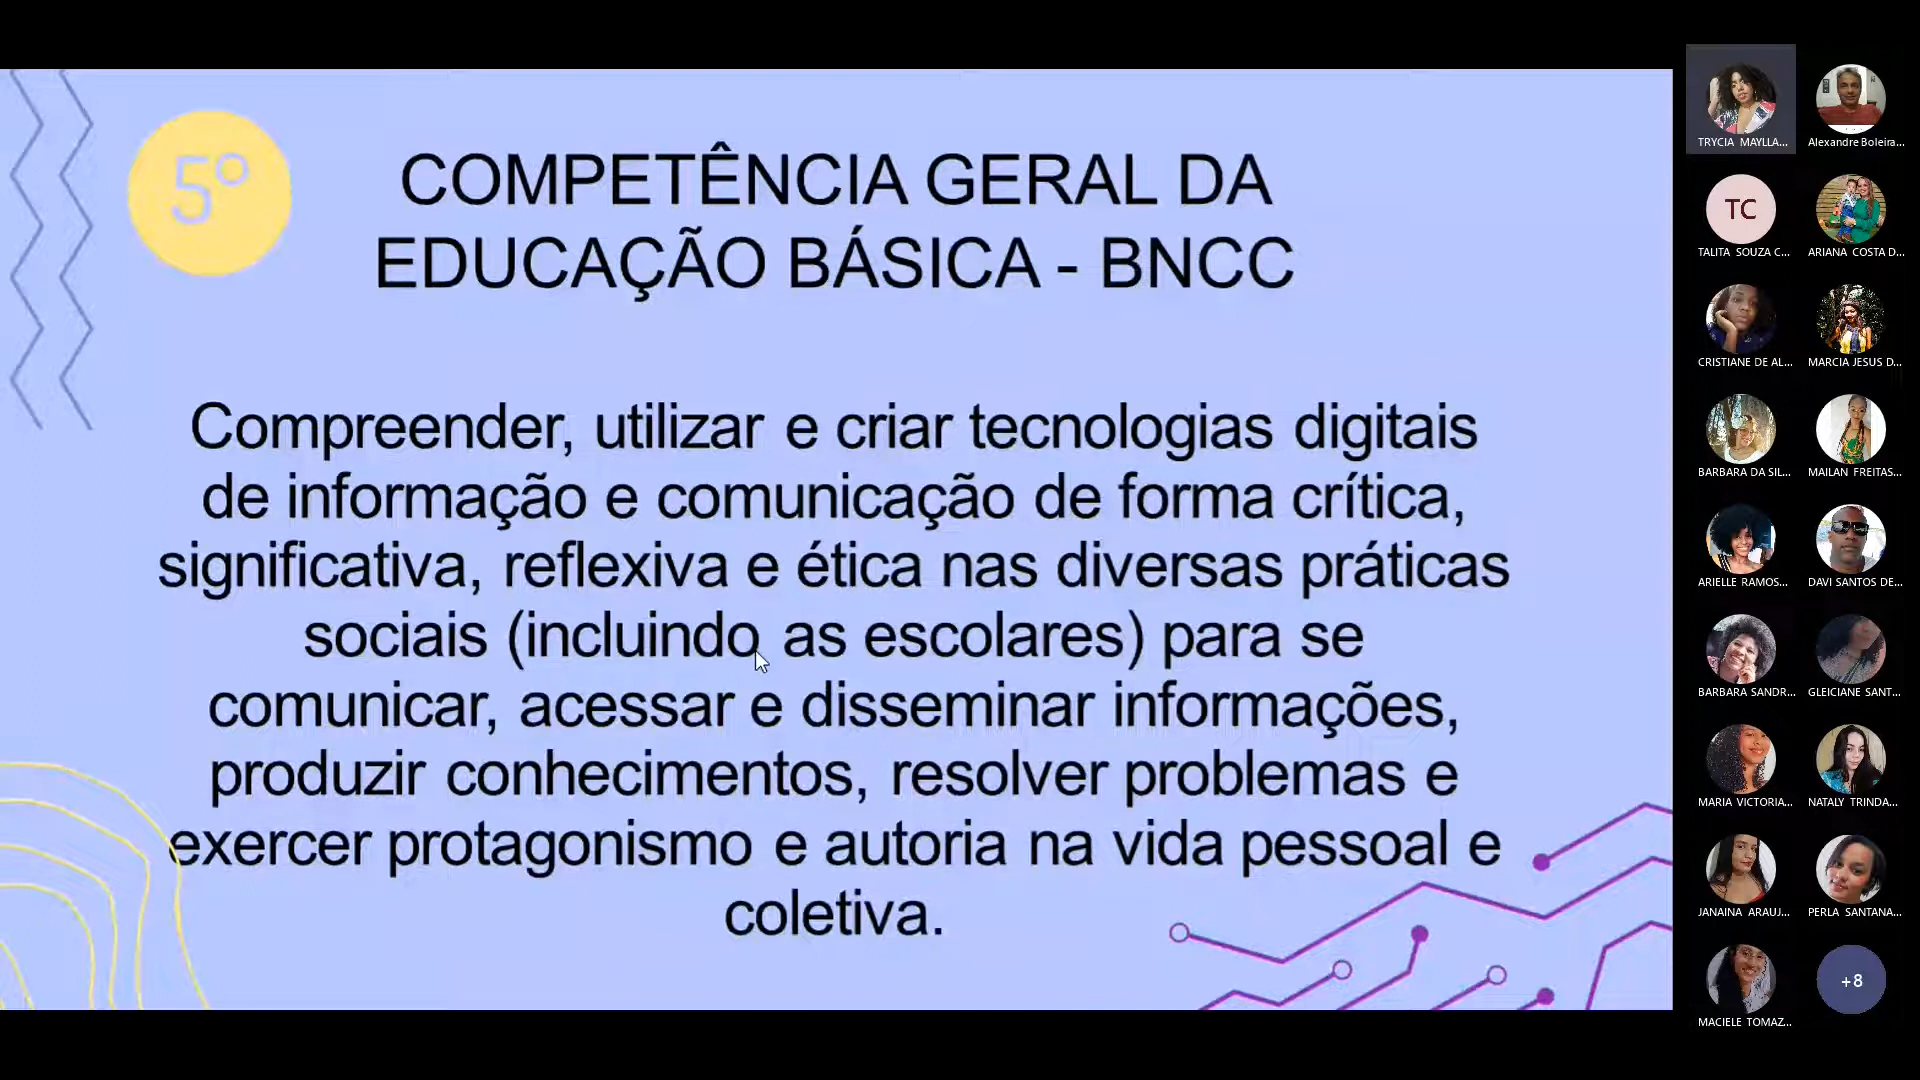 5º
COMPETÊNCIA GERAL DA
EDUCAÇÃO BÁSICA - BNCC
Compreender, utilizar e criar tecnologias digitais
de informação e comunicação de forma crítica,
significativa, reflexiva e ética nas diversas práticas
sociais (incluindo as escolares) para se
comunicar, acessar e disseminar informações,
produzir conhecimentos, resolver problemas e
exercer protagonismo e autoria na vida pessoal e
coletiva.
TRYCIA MAYLLA...
Alexandre Boleira...
TC
TALITA SOUZA C...
ARIANA COSTA D...
CRISTIANE DE AL...
MARCIA JESUS D...
BARBARA DA SIL...
MAILAN FREITAS...
ARIELLE RAMOS...
DAVI SANTOS DE...
BARBARA SANDR...
GLEICIANE SANT...
MARIA VICTORIA...
NATALY TRINDA...
JANAINA ARAUJ...
PERLA SANTANA...
MACIELE TOMAZ...
+8